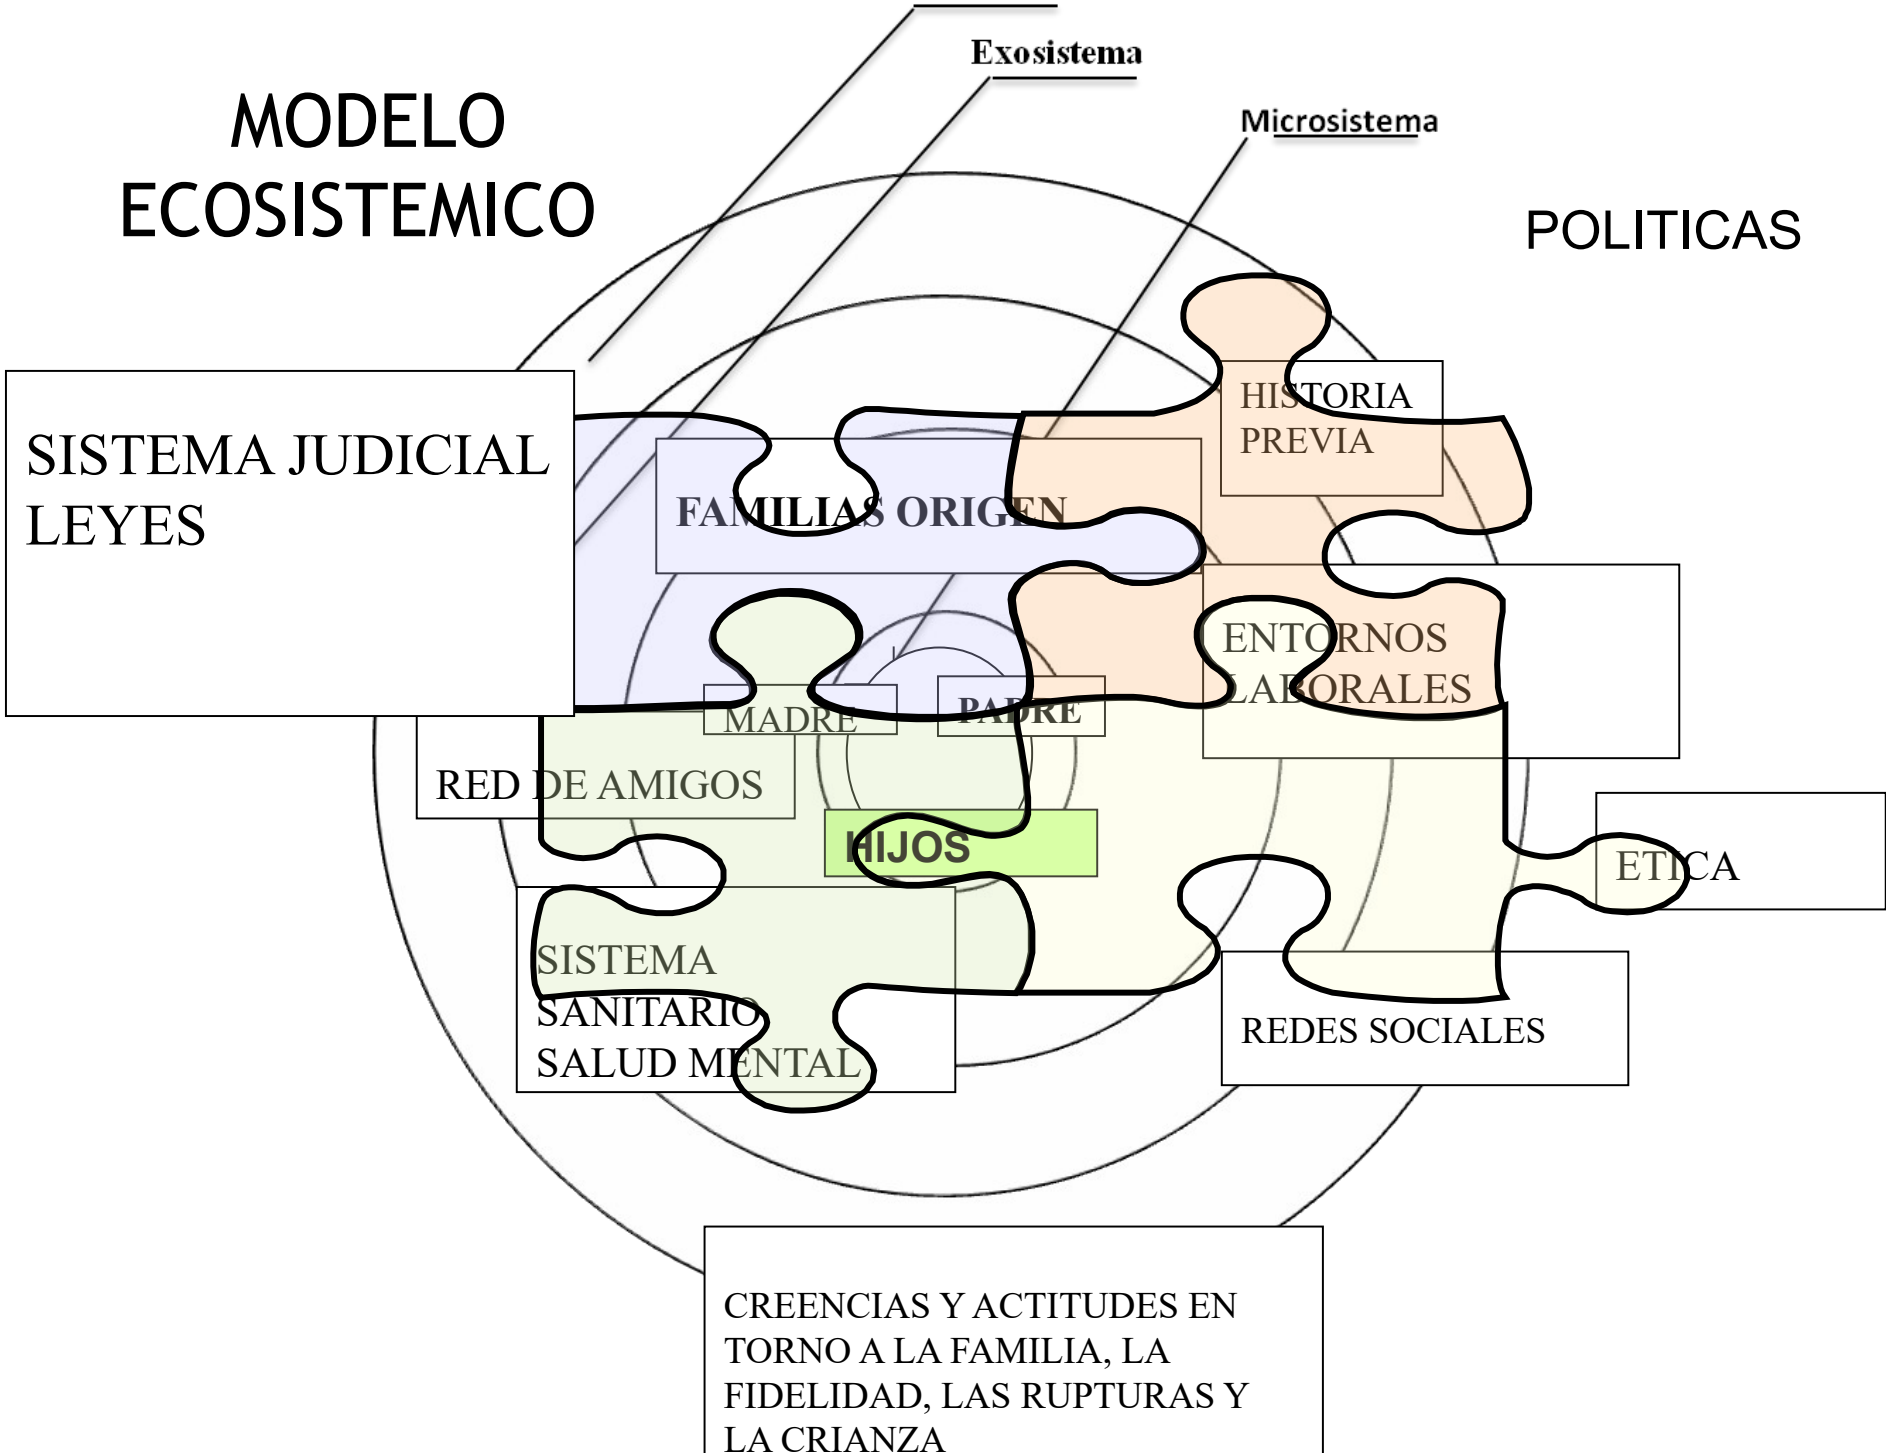 Exosistema
MODELO
ECOSISTEMICO
Microsistema
POLITICAS
HISTORIA
PREVIA
SISTEMA JUDICIAL
LEYES
FAMILIAS ORIGEN
ENTORNOS
LABORALES
MADRE
PADRE
RED DE AMIGOS
HIJOS
ETICA
SISTEMA
SANITARIO
SALUD MENTAL
REDES SOCIALES
CREENCIAS Y ACTITUDES EN
TORNO A LA FAMILIA, LA
FIDELIDAD, LAS RUPTURAS Y
LA CRIANZA